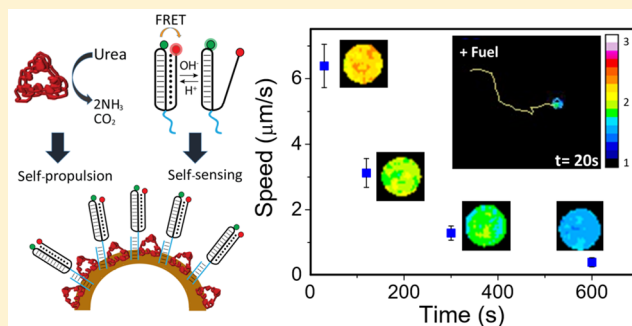 FRET
Urea
OH⁻
H⁺
2NH₃
CO₂
Self-propulsion
Self-sensing
Speed (μm/s)
6
4
2
0
0
200
400
600
Time (s)
+ Fuel
t= 20s
3
2
1